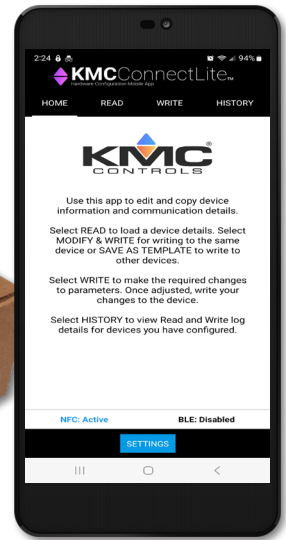 2:24 94%
KMCConnectLite™
Hardware Configuration Mobile App
HOME READ WRITE HISTORY
KMC
CONTROLS
Use this app to edit and copy device
information and communication details.
Select READ to load a device details. Select
MODIFY & WRITE for writing to the same
device or SAVE AS TEMPLATE to write to
other devices.
Select WRITE to make the required changes
to parameters. Once adjusted, write your
changes to the device.
Select HISTORY to view Read and Write log
details for devices you have configured.
NFC: Active BLE: Disabled
SETTINGS